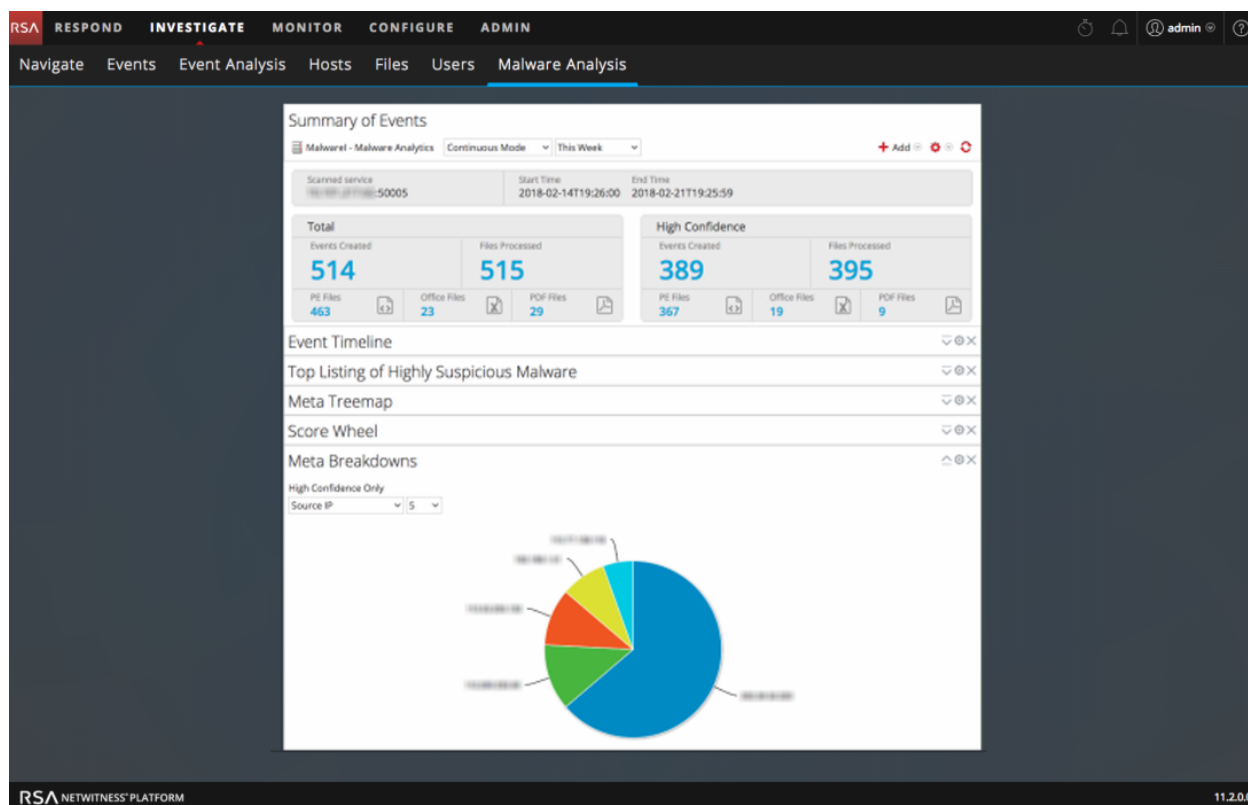 RSA RESPOND INVESTIGATE MONITOR CONFIGURE ADMIN admin
Navigate Events Event Analysis Hosts Files Users Malware Analysis
Summary of Events
Malwarel - Malware Analytics Continuous Mode This Week + Add
Scanned service Start Time End Time
:50005 2018-02-14T19:26:00 2018-02-21T19:25:59
Total High Confidence
Events Created Files Processed Events Created Files Processed
514 515 389 395
PE Files Office Files PDF Files PE Files Office Files PDF Files
463 23 29 367 19 9
Event Timeline
Top Listing of Highly Suspicious Malware
Meta Treemap
Score Wheel
Meta Breakdowns
High Confidence Only
Source IP 5
RSA NETWITNESS® PLATFORM 11.2.0.